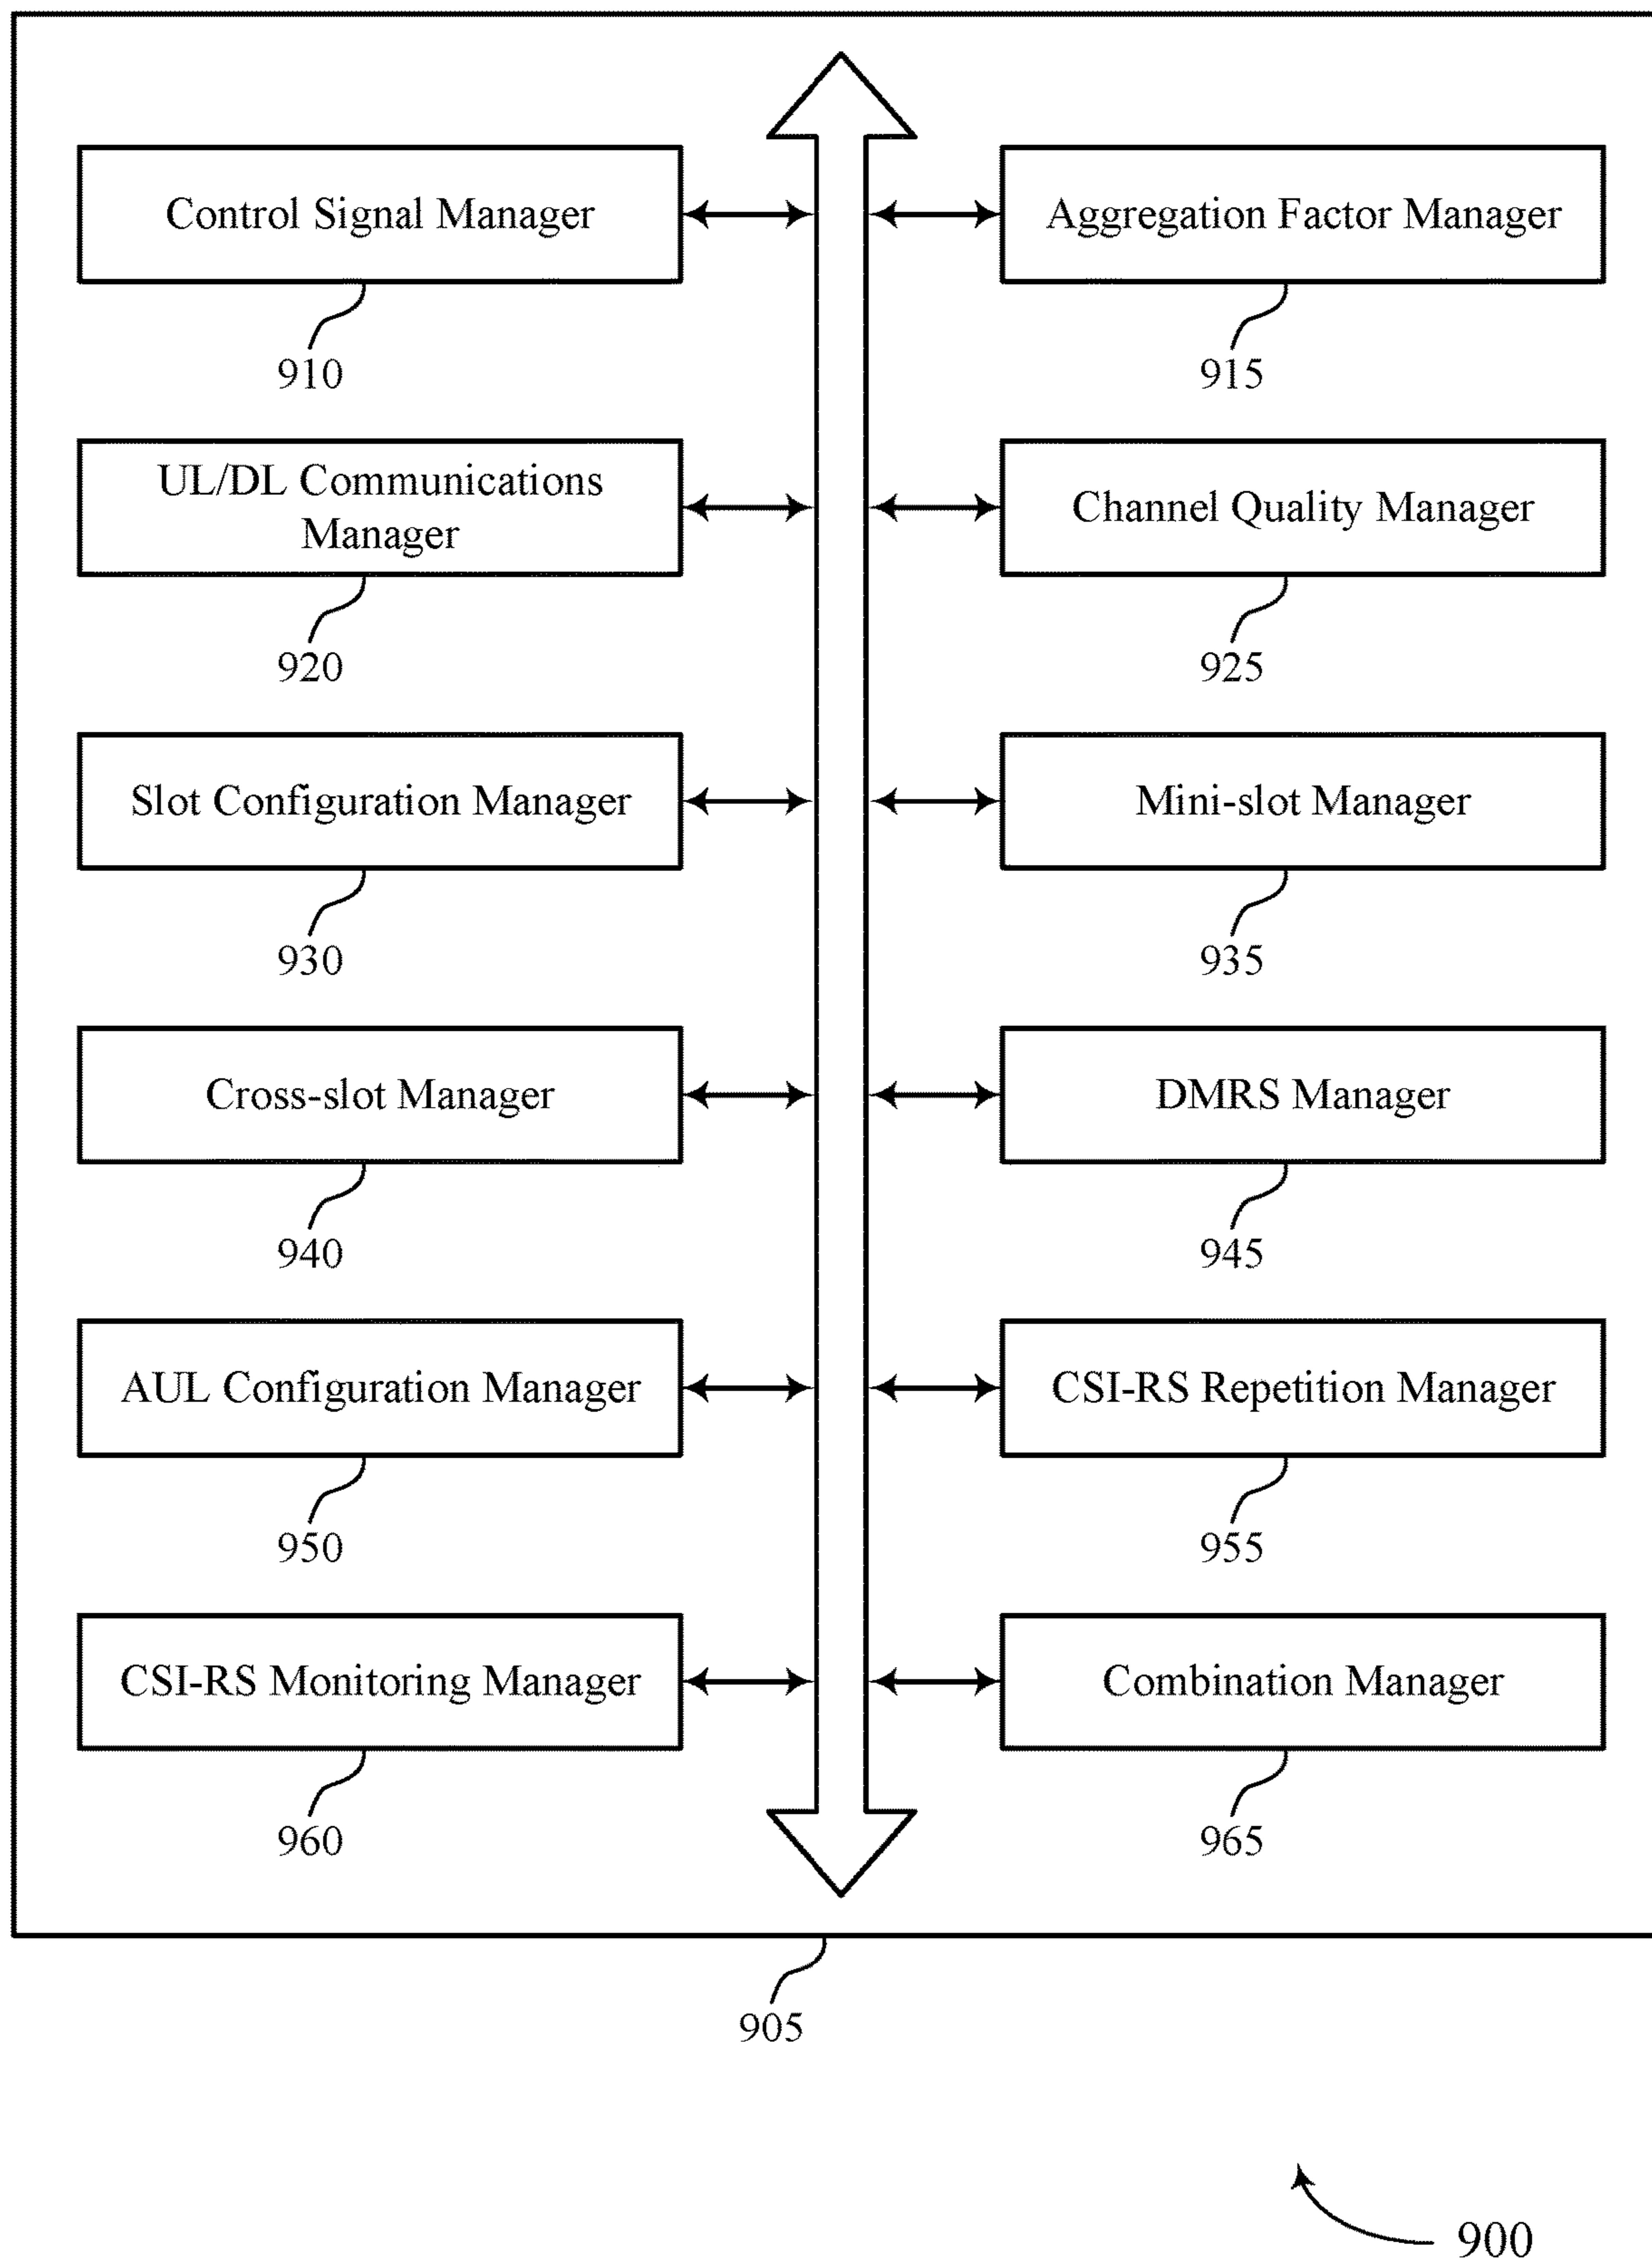 Control Signal Manager
Aggregation Factor Manager
910
915
UL/DL Communications
Manager
Channel Quality Manager
920
925
Slot Configuration Manager
Mini-slot Manager
930
935
Cross-slot Manager
DMRS Manager
940
945
AUL Configuration Manager
CSI-RS Repetition Manager
950
955
CSI-RS Monitoring Manager
Combination Manager
960
965
905
900